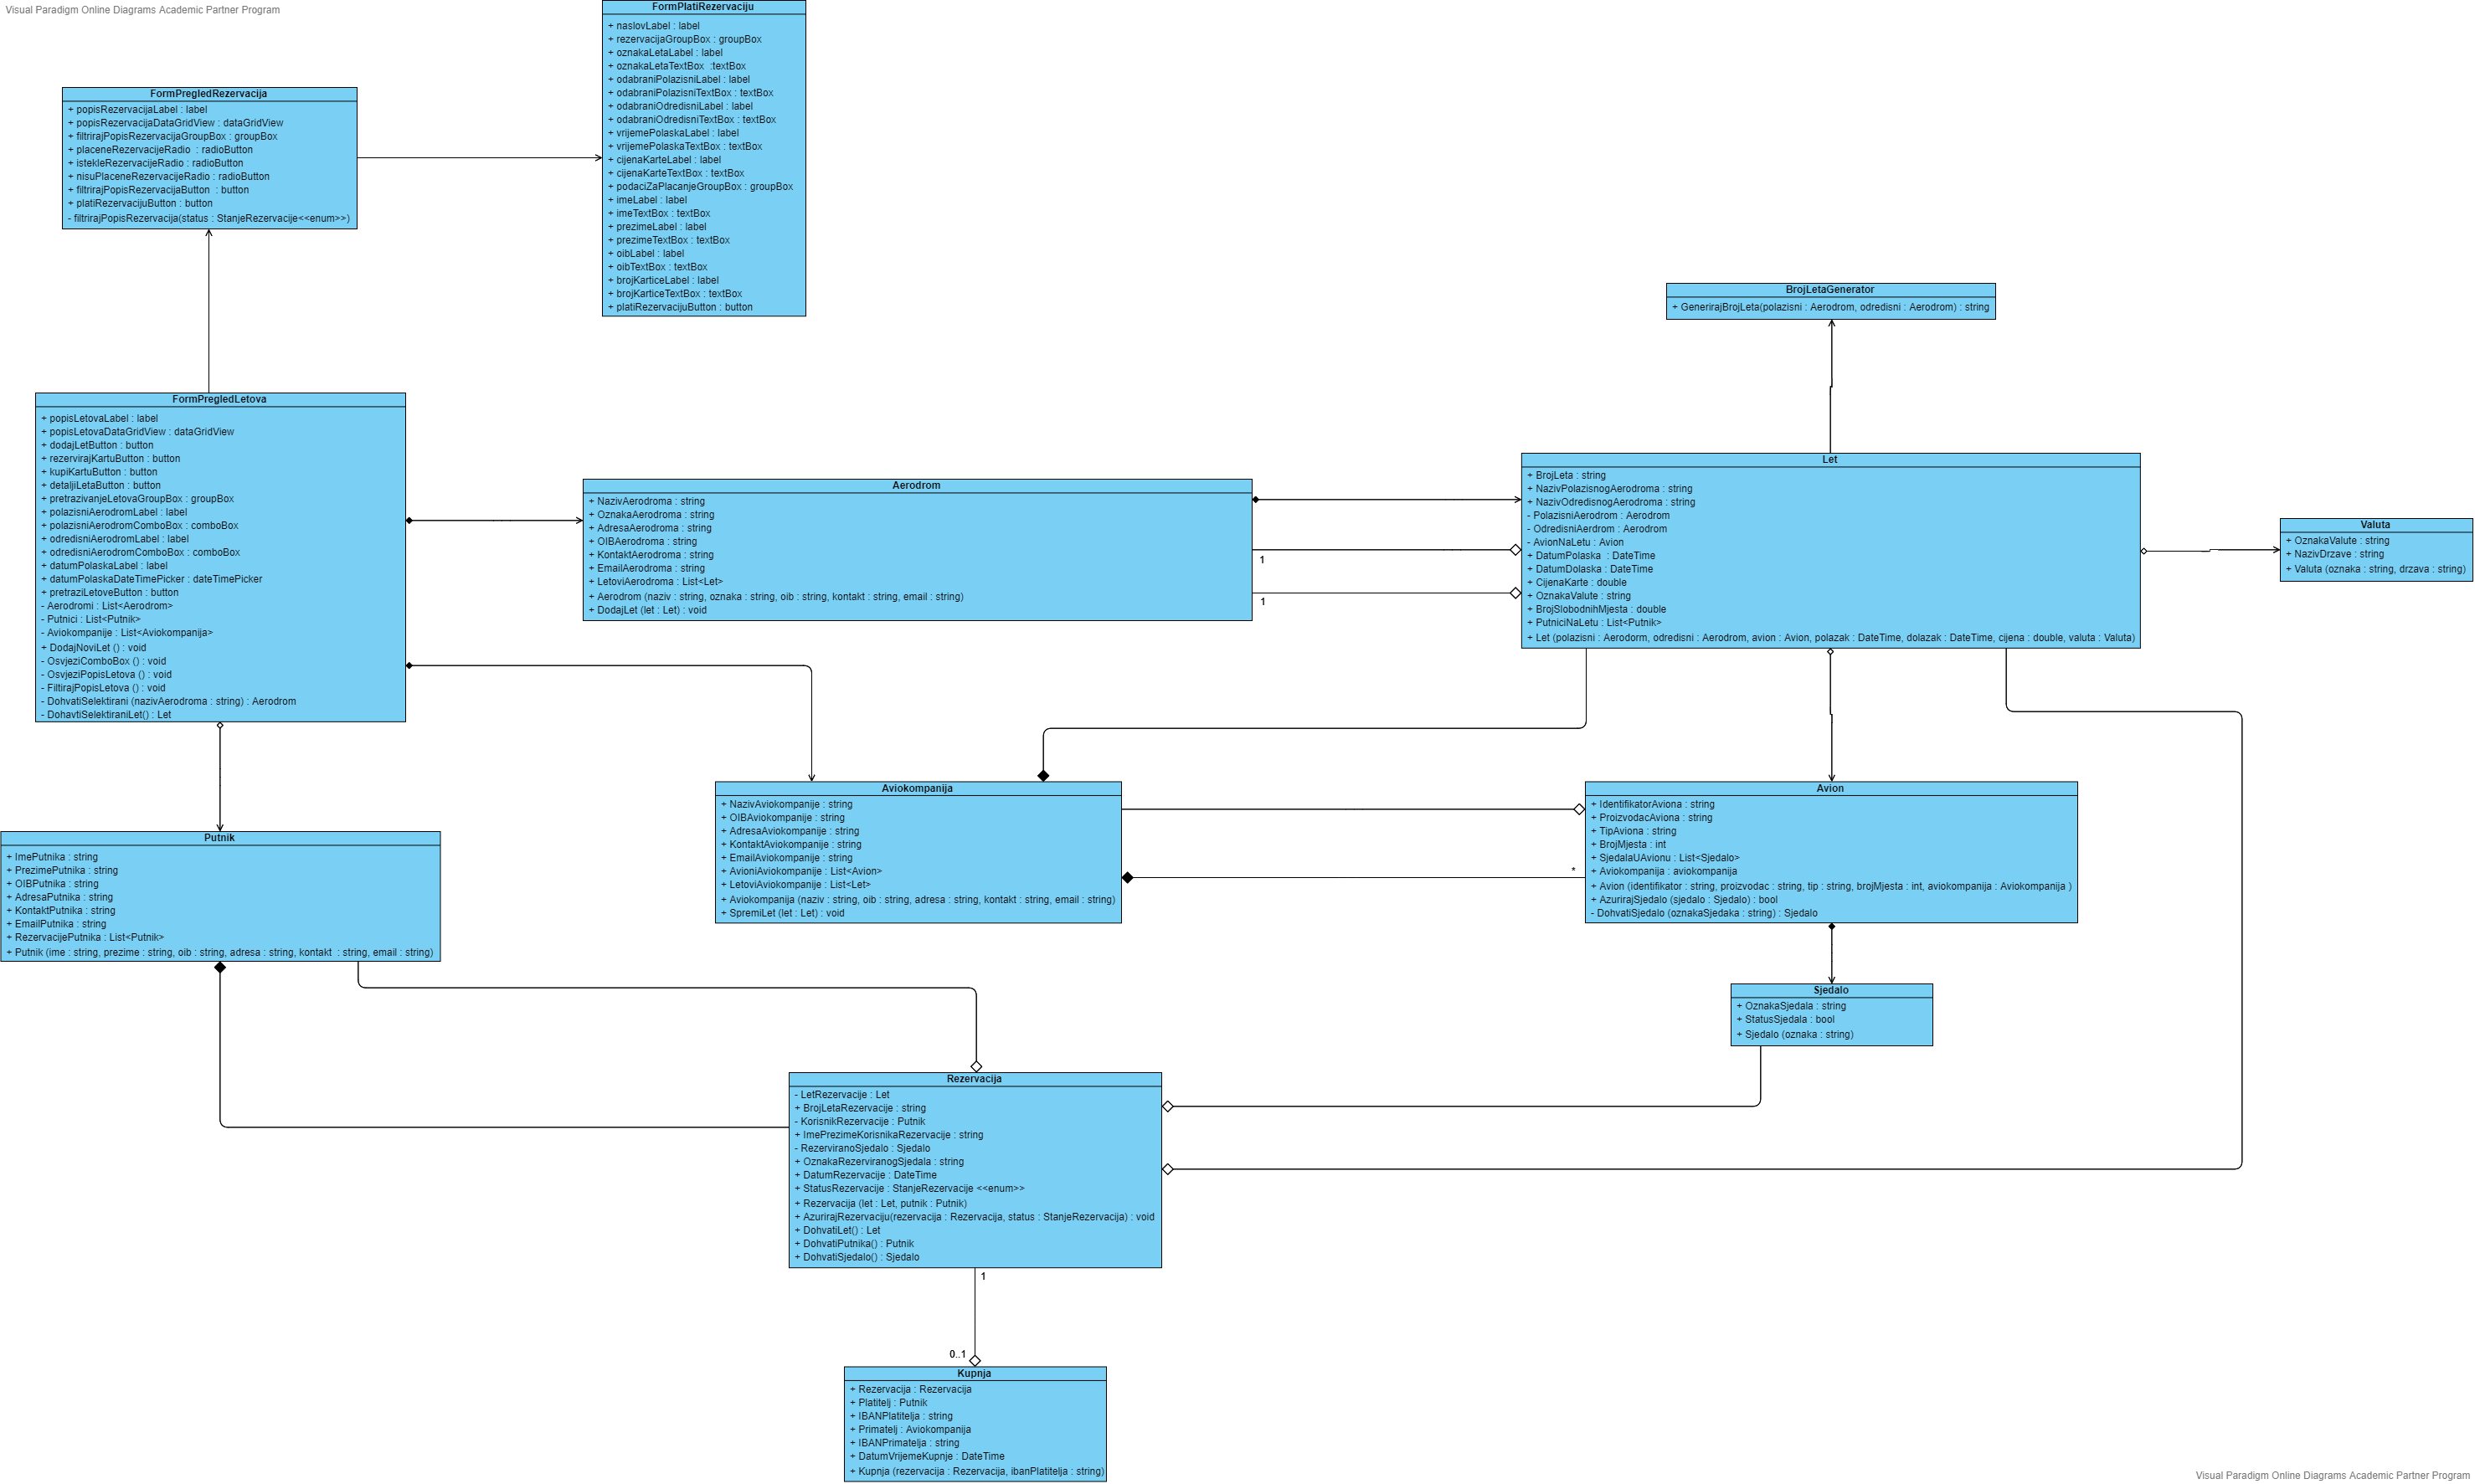 Visual Paradigm Online Diagrams Academic Partner Program
FormPlatiRezervaciju
+ naslovLabel : label
+ rezervacijaGroupBox : groupBox
+ oznakaLetaLabel : label
+ oznakaLetaTextBox  :textBox
+ odabraniPolazisniLabel : label
+ odabraniPolazisniTextBox : textBox
+ odabraniOdredisniLabel : label
+ odabraniOdredisniTextBox : textBox
+ vrijemePolaskaLabel : label
+ vrijemePolaskaTextBox : textBox
+ cijenaKarteLabel : label
+ cijenaKarteTextBox : textBox
+ podaciZaPlacanjeGroupBox : groupBox
+ imeLabel : label
+ imeTextBox : textBox
+ prezimeLabel : label
+ prezimeTextBox : textBox
+ oibLabel : label
+ oibTextBox : textBox
+ brojKarticeLabel : label
+ brojKarticeTextBox : textBox
+ platiRezervacijuButton : button
FormPregledRezervacija
+ popisRezervacijaLabel : label
+ popisRezervacijaDataGridView : dataGridView
+ filtrirajPopisRezervacijaGroupBox : groupBox
+ placeneRezervacijeRadio  : radioButton
+ istekleRezervacijeRadio : radioButton
+ nisuPlaceneRezervacijeRadio : radioButton
+ filtrirajPopisRezervacijaButton  : button
+ platiRezervacijuButton : button
- filtrirajPopisRezervacija(status : StanjeRezervacije<<enum>>)
BrojLetaGenerator
+ GenerirajBrojLeta(polazisni : Aerodrom, odredisni : Aerodrom) : string
FormPregledLetova
+ popisLetovaLabel : label
+ popisLetovaDataGridView : dataGridView
+ dodajLetButton : button
+ rezervirajKartuButton : button
+ kupiKartuButton : button
+ detaljiLetaButton : button
+ pretrazivanjeLetovaGroupBox : groupBox
+ polazisniAerodromLabel : label
+ polazisniAerodromComboBox : comboBox
+ odredisniAerodromLabel : label
+ odredisniAerodromComboBox : comboBox
+ datumPolaskaLabel : label
+ datumPolaskaDateTimePicker : dateTimePicker
+ pretraziLetoveButton : button
- Aerodromi : List<Aerodrom>
- Putnici : List<Putnik>
- Aviokompanije : List<Aviokompanija>
+ DodajNoviLet () : void
- OsvjeziComboBox () : void
- OsvjeziPopisLetova () : void
- FiltirajPopisLetova () : void
- DohvatiSelektirani (nazivAerodroma : string) : Aerodrom
- DohavtiSelektiraniLet() : Let
Aerodrom
+ NazivAerodroma : string
+ OznakaAerodroma : string
+ AdresaAerodroma : string
+ OIBAerodroma : string
+ KontaktAerodroma : string
+ EmailAerodroma : string
+ LetoviAerodroma : List<Let>
+ Aerodrom (naziv : string, oznaka : string, oib : string, kontakt : string, email : string)
+ DodajLet (let : Let) : void
1
1
Let
+ BrojLeta : string
+ NazivPolazisnogAerodroma : string
+ NazivOdredisnogAerodroma : string
- PolazisniAerodrom : Aerodrom
- OdredisniAerdrom : Aerodrom
- AvionNaLetu : Avion
+ DatumPolaska  : DateTime
+ DatumDolaska : DateTime
+ CijenaKarte : double
+ OznakaValute : string
+ BrojSlobodnihMjesta : double
+ PutniciNaLetu : List<Putnik>
+ Let (polazisni : Aerodorm, odredisni : Aerodrom, avion : Avion, polazak : DateTime, dolazak : DateTime, cijena : double, valuta : Valuta)
Valuta
+ OznakaValute : string
+ NazivDrzave : string
+ Valuta (oznaka : string, drzava : string)
Aviokompanija
+ NazivAviokompanije : string
+ OIBAviokompanije : string
+ AdresaAviokompanije : string
+ KontaktAviokompanije : string
+ EmailAviokompanije : string
+ AvioniAviokompanije : List<Avion>
+ LetoviAviokompanije : List<Let>
+ Aviokompanija (naziv : string, oib : string, adresa : string, kontakt : string, email : string)
+ SpremiLet (let : Let) : void
*
Avion
+ IdentifikatorAviona : string
+ ProizvodacAviona : string
+ TipAviona : string
+ BrojMjesta : int
+ SjedalaUAvionu : List<Sjedalo>
+ Aviokompanija : aviokompanija
+ Avion (identifikator : string, proizvodac : string, tip : string, brojMjesta : int, aviokompanija : Aviokompanija )
+ AzurirajSjedalo (sjedalo : Sjedalo) : bool
- DohvatiSjedalo (oznakaSjedaka : string) : Sjedalo
Putnik
+ ImePutnika : string
+ PrezimePutnika : string
+ OIBPutnika : string
+ AdresaPutnika : string
+ KontaktPutnika : string
+ EmailPutnika : string
+ RezervacijePutnika : List<Putnik>
+ Putnik (ime : string, prezime : string, oib : string, adresa : string, kontakt  : string, email : string)
Sjedalo
+ OznakaSjedala : string
+ StatusSjedala : bool
+ Sjedalo (oznaka : string)
Rezervacija
- LetRezervacije : Let
+ BrojLetaRezervacije : string
- KorisnikRezervacije : Putnik
+ ImePrezimeKorisnikaRezervacije : string
- RezerviranoSjedalo : Sjedalo
+ OznakaRezerviranogSjedala : string
+ DatumRezervacije : DateTime
+ StatusRezervacije : StanjeRezervacije <<enum>>
+ Rezervacija (let : Let, putnik : Putnik)
+ AzurirajRezervaciju(rezervacija : Rezervacija, status : StanjeRezervacija) : void
+ DohvatiLet() : Let
+ DohvatiPutnika() : Putnik
+ DohvatiSjedalo() : Sjedalo
1
0..1
Kupnja
+ Rezervacija : Rezervacija
+ Platitelj : Putnik
+ IBANPlatitelja : string
+ Primatelj : Aviokompanija
+ IBANPrimatelja : string
+ DatumVrijemeKupnje : DateTime
+ Kupnja (rezervacija : Rezervacija, ibanPlatitelja : string)
Visual Paradigm Online Diagrams Academic Partner Program